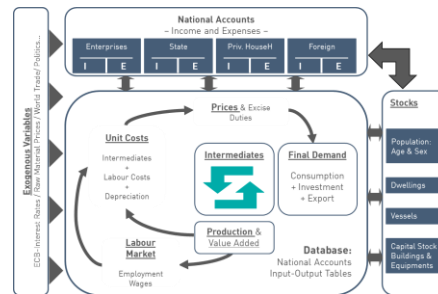 National Accounts
– Income and Expenses –
Enterprises State Priv. HouseH Foreign
I E I E I E I E
Exogenous Variables
ECB–Interest Rates / Raw Material Prices / World Trade/ Politics...
Prices & Excise
Duties
Unit Costs
Intermediates
+
Labour Costs
+
Depreciation
Intermediates
Final Demand
Consumption
+ Investment
+ Export
Production &
Value Added
Labour
Market
Employment
Wages
Database:
National Accounts
Input-Output Tables
Stocks
Population:
Age & Sex
Dwellings
Vessels
Capital Stock
Buildings &
Equipments